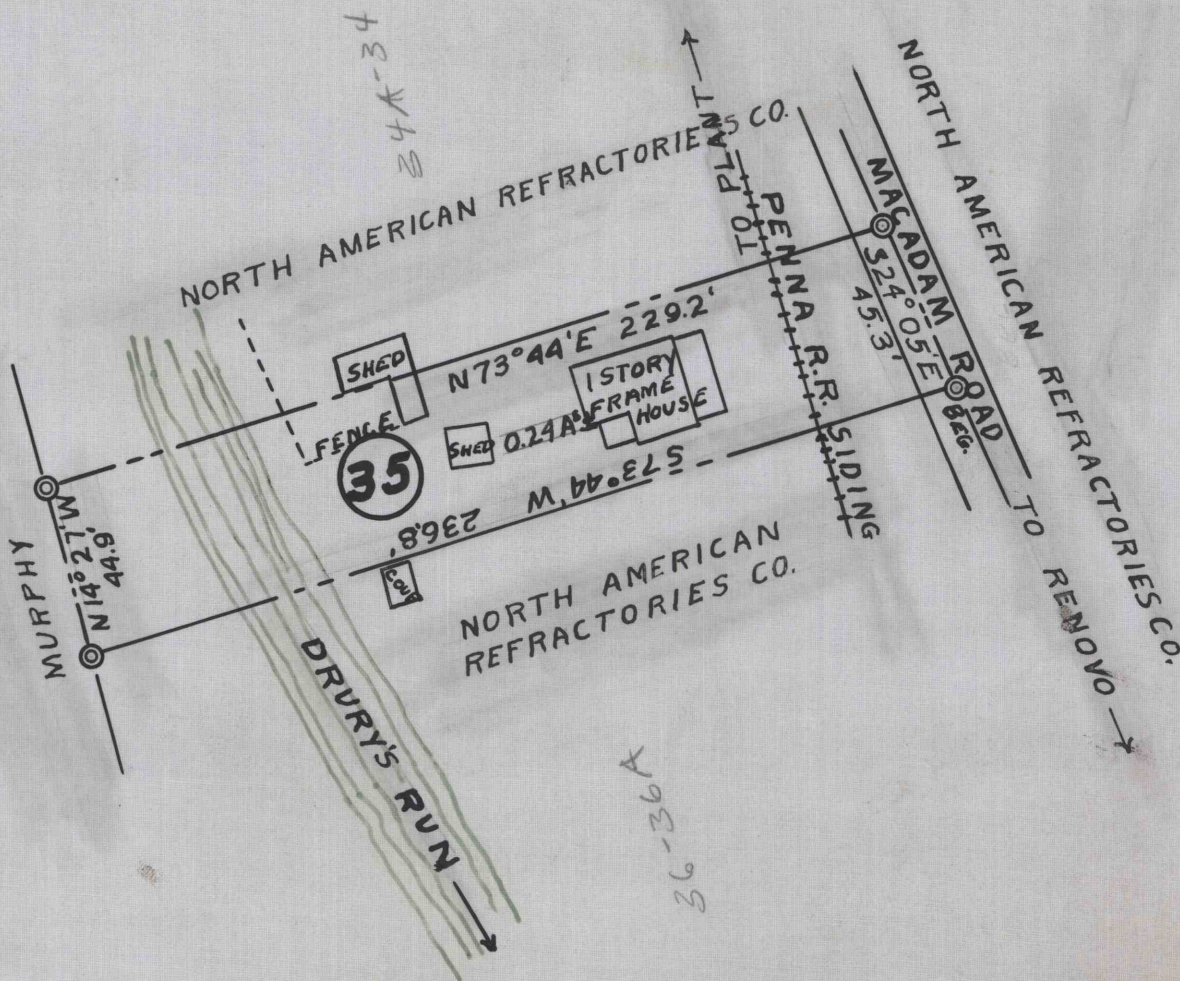 34A-34
NORTH AMERICAN REFRACTORIES CO.
TO PLANT
PENNA R.R. SIDING
MACADAM ROAD
TO RENOVO
NORTH AMERICAN REFRACTORIES CO.
S24°05'E
45.3'
BEG.
N73°44'E 229.2'
SHED
FENCE
35
SHED
0.24A§
1 STORY
FRAME
HOUSE
S73°44'W 236.8'
COOP
MURPHY
N14°27'W
44.9'
DRURY'S RUN
NORTH AMERICAN
REFRACTORIES CO.
36-36A